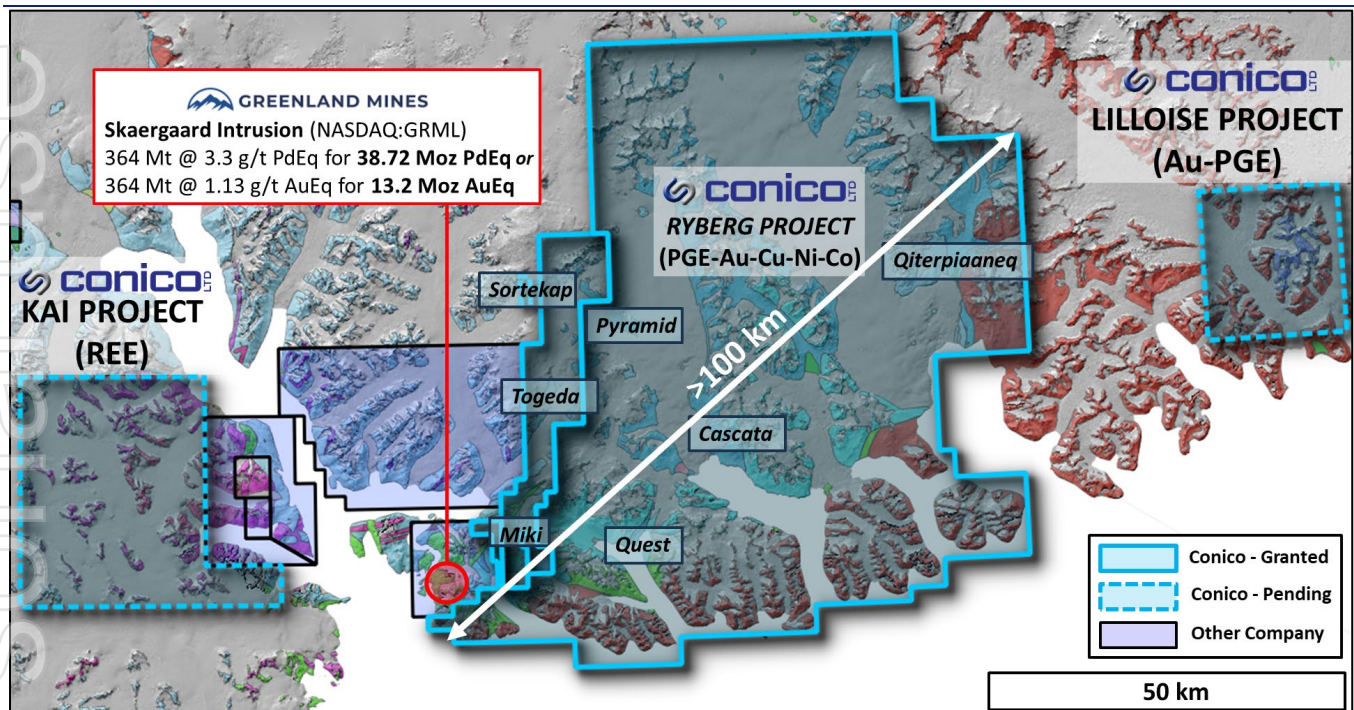 GREENLAND MINES
Skaergaard Intrusion (NASDAQ:GRML)
364 Mt @ 3.3 g/t PdEq for 38.72 Moz PdEq or
364 Mt @ 1.13 g/t AuEq for 13.2 Moz AuEq
conico LTD
LILLOISE PROJECT
(Au-PGE)
conico LTD
RYBERG PROJECT
(PGE-Au-Cu-Ni-Co)
conico LTD
KAI PROJECT
(REE)
Sortekap
Pyramid
Qiterpiaaneq
>100 km
Togeda
Cascata
Miki
Quest
Conico - Granted
Conico - Pending
Other Company
50 km